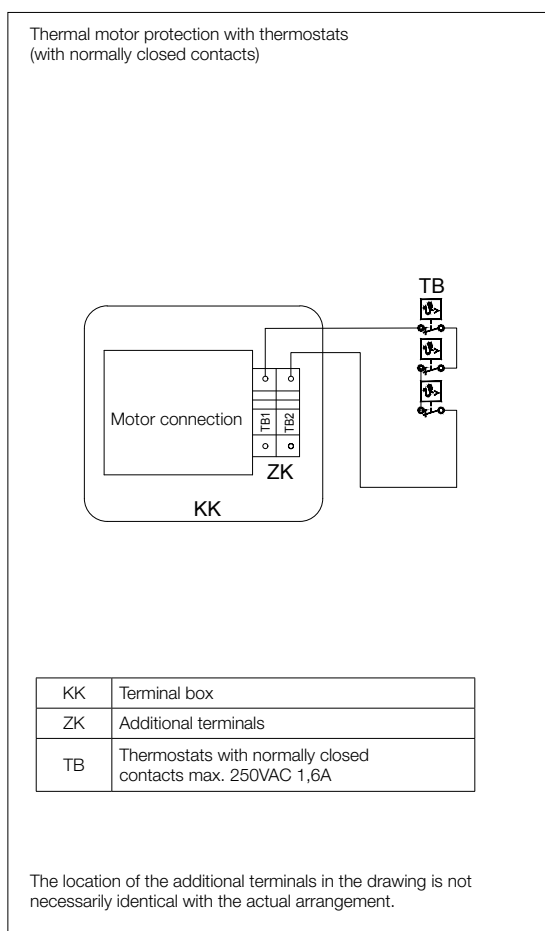 Thermal motor protection with thermostats
(with normally closed contacts)
TB
Motor connection
TB1
TB2
ZK
KK
KK Terminal box
ZK Additional terminals
TB Thermostats with normally closed
contacts max. 250VAC 1,6A
The location of the additional terminals in the drawing is not
necessarily identical with the actual arrangement.